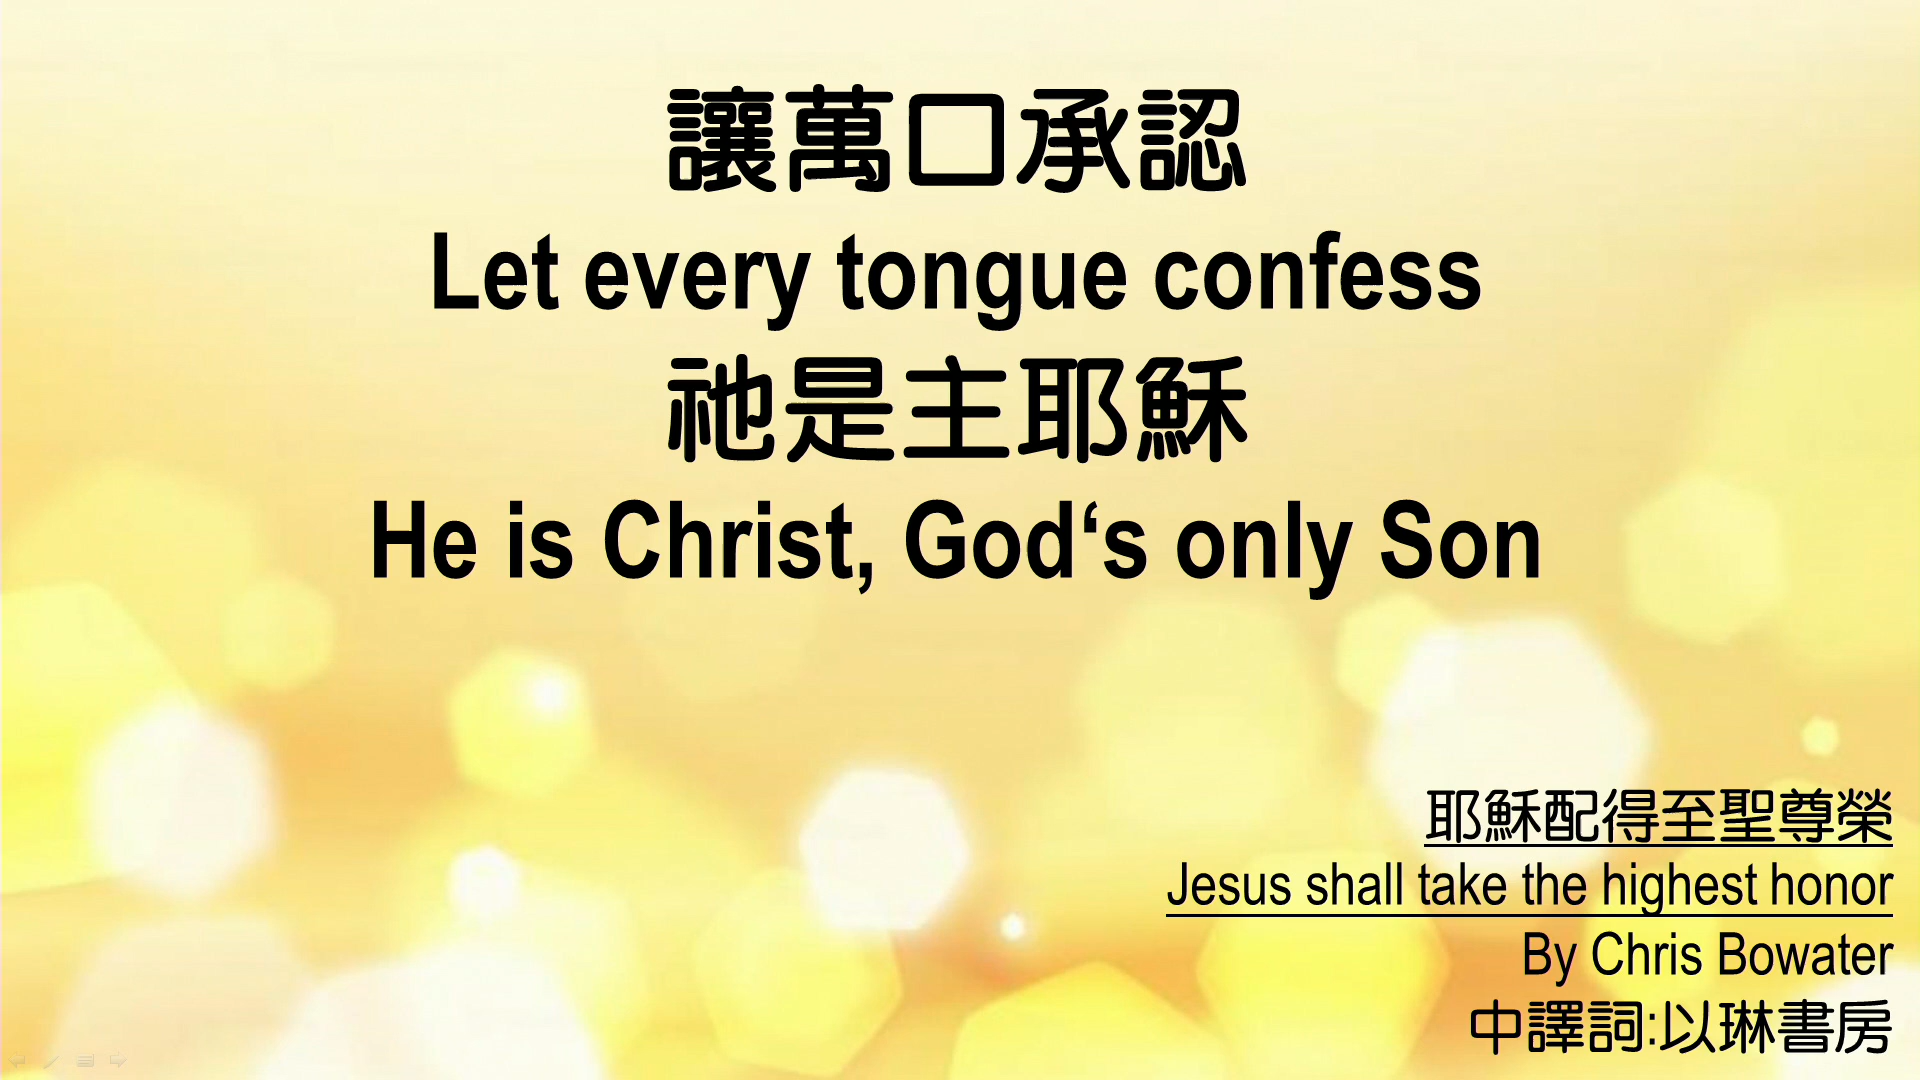 讓萬口承認
Let every tongue confess
祂是主耶穌
He is Christ, God‘s only Son
耶穌配得至聖尊榮
Jesus shall take the highest honor
By Chris Bowater
中譯詞:以琳書房